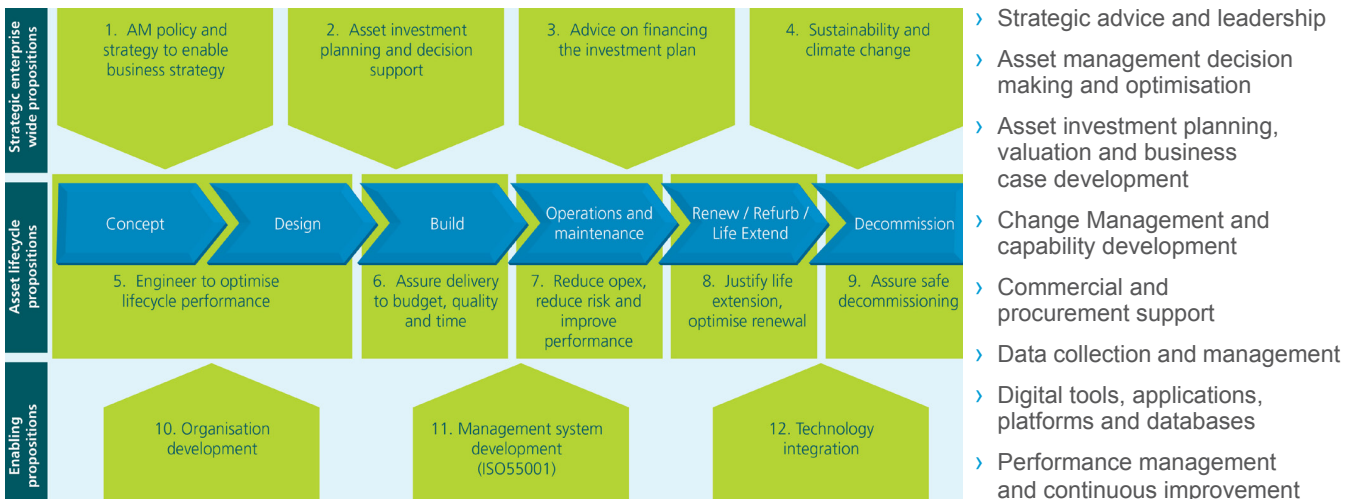 Strategic enterprise
wide propositions
1. AM policy and
strategy to enable
business strategy
2. Asset investment
planning and decision
support
3. Advice on financing
the investment plan
4. Sustainability and
climate change
Asset lifecycle
propositions
Concept
Design
Build
Operations and
maintenance
Renew / Refurb /
Life Extend
Decommission
5. Engineer to optimise
lifecycle performance
6. Assure delivery
to budget, quality
and time
7. Reduce opex,
reduce risk and
improve
performance
8. Justify life
extension,
optimise renewal
9. Assure safe
decommissioning
Enabling
propositions
10. Organisation
development
11. Management system
development
(ISO55001)
12. Technology
integration
› Strategic advice and leadership
› Asset management decision
making and optimisation
› Asset investment planning,
valuation and business
case development
› Change Management and
capability development
› Commercial and
procurement support
› Data collection and management
› Digital tools, applications,
platforms and databases
› Performance management
and continuous improvement